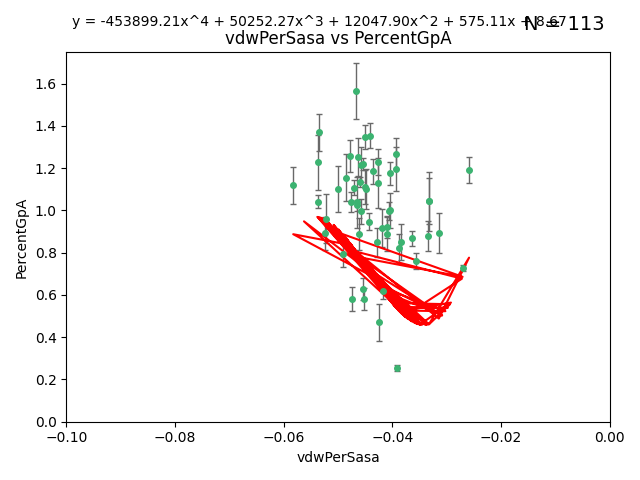 y = -453899.21x^4 + 50252.27x^3 + 12047.90x^2 + 575.11x + 8.67
N = 113
vdwPerSasa vs PercentGpA
PercentGpA
1.6
1.4
1.2
1.0
0.8
0.6
0.4
0.2
0.0
−0.10 −0.08 −0.06 −0.04 −0.02 0.00
vdwPerSasa